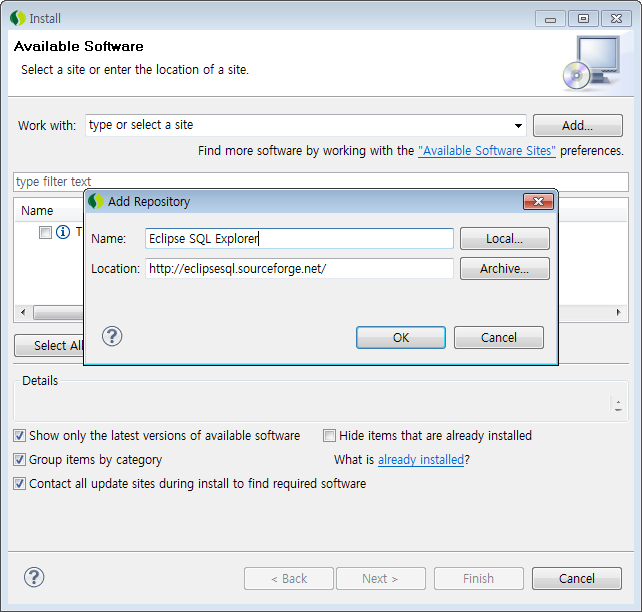 Install
Available Software
Select a site or enter the location of a site.
Work with: type or select a site Add...
Find more software by working with the "Available Software Sites" preferences.
type filter text
Name
T
Add Repository
Name: Eclipse SQL Explorer Local...
Location: http://eclipsesql.sourceforge.net/ Archive...
OK Cancel
Select All
Details
Show only the latest versions of available software Hide items that are already installed
Group items by category What is already installed?
Contact all update sites during install to find required software
< Back Next > Finish Cancel